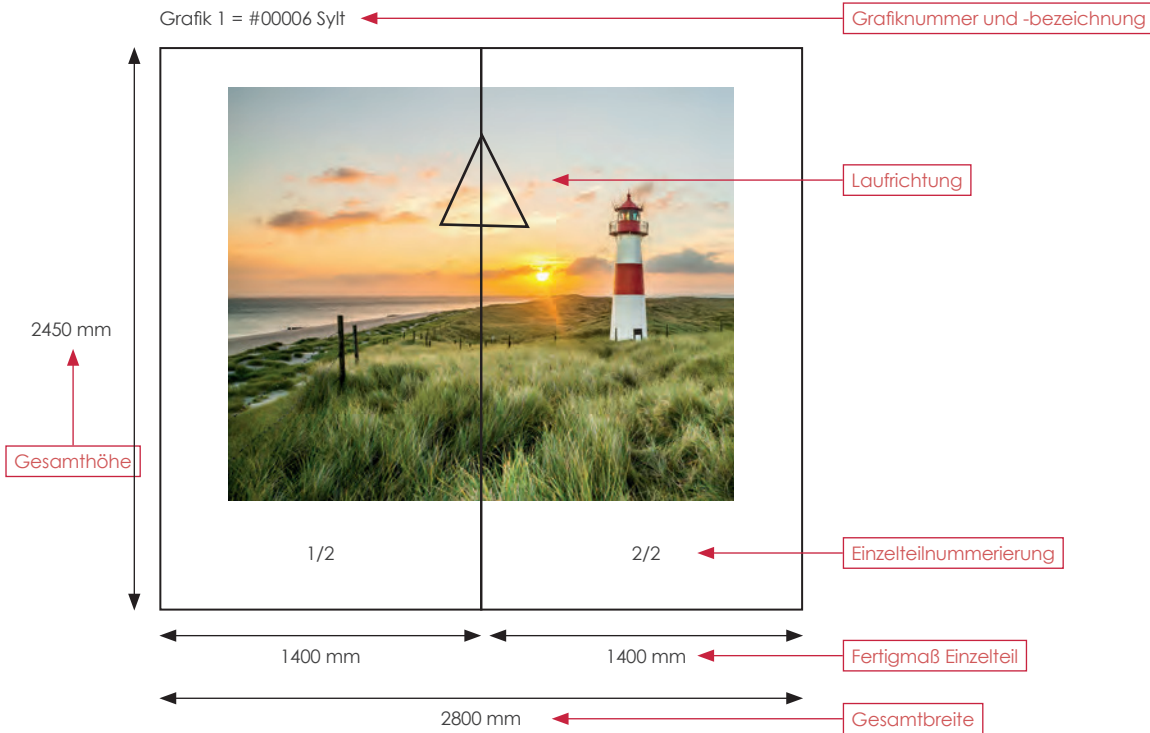 Grafik 1 = #00006 Sylt
Grafiknummer und -bezeichnung
Laufrichtung
2450 mm
Gesamthöhe
1/2
2/2
Einzelteilnummerierung
1400 mm
1400 mm
Fertigmaß Einzelteil
2800 mm
Gesamtbreite